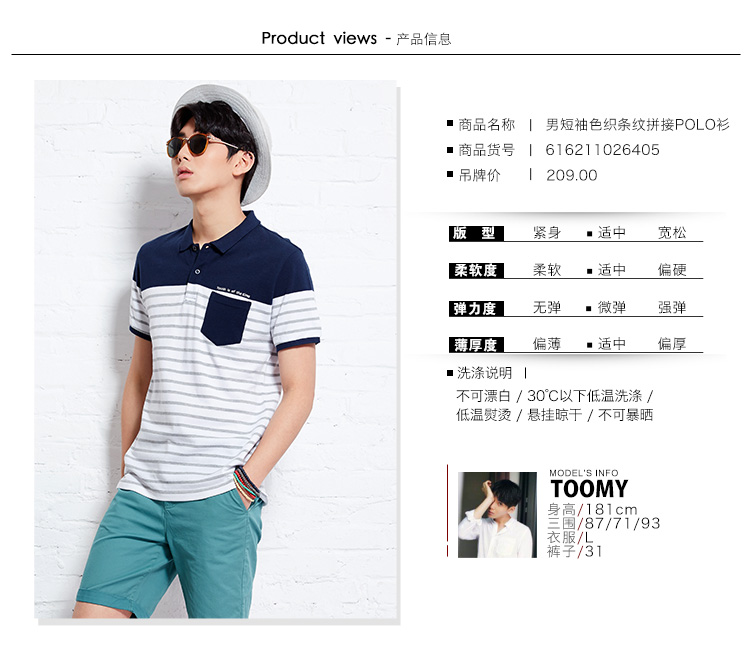 Product views - 产品信息
■ 商品名称 | 男短袖色织条纹拼接POLO衫
■ 商品货号 | 616211026405
■ 吊牌价 | 209.00
版 型 紧身 ■ 适中 宽松
柔软度 柔软 ■ 适中 偏硬
弹力度 无弹 ■ 微弹 强弹
薄厚度 偏薄 ■ 适中 偏厚
■ 洗涤说明 |
不可漂白 / 30℃以下低温洗涤 /
低温熨烫 / 悬挂晾干 / 不可暴晒
MODEL'S INFO
TOOMY
身高/181cm
三围/87/71/93
衣服/L
裤子/31